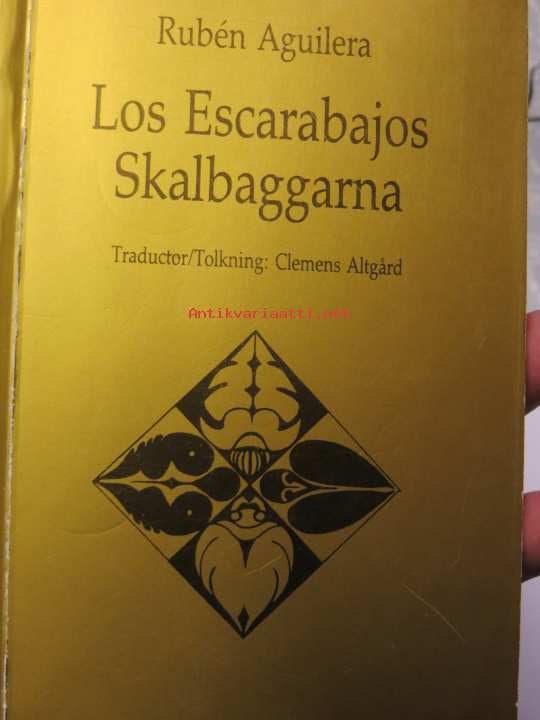 Rubén Aguilera
Los Escarabajos
Skalbaggarna
Traductor/Tolkning: Clemens Altgård
Antikvariaatti.net